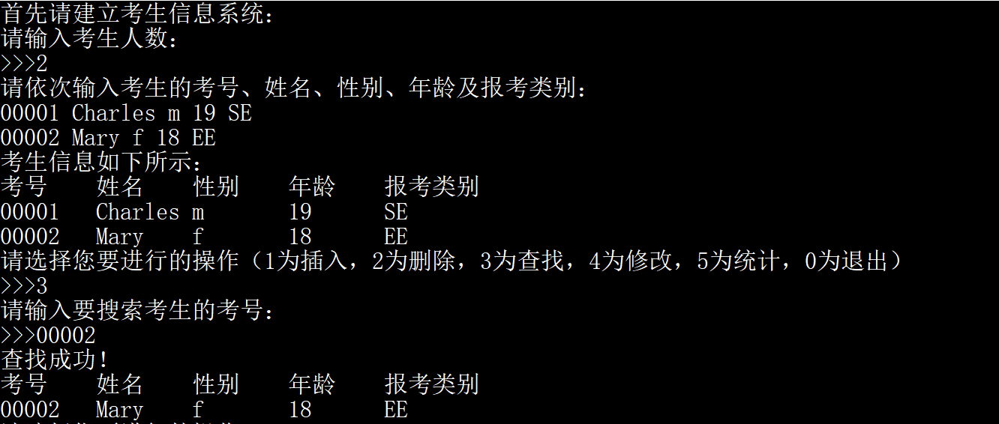 首先请建立考生信息系统：
请输入考生人数：
>>>2
请依次输入考生的考号、姓名、性别、年龄及报考类别：
00001 Charles m 19 SE
00002 Mary f 18 EE
考生信息如下所示：
考号 姓名 性别 年龄 报考类别
00001 Charles m 19 SE
00002 Mary f 18 EE
请选择您要进行的操作（1为插入，2为删除，3为查找，4为修改，5为统计，0为退出）
>>>3
请输入要搜索考生的考号：
>>>00002
查找成功！
考号 姓名 性别 年龄 报考类别
00002 Mary f 18 EE